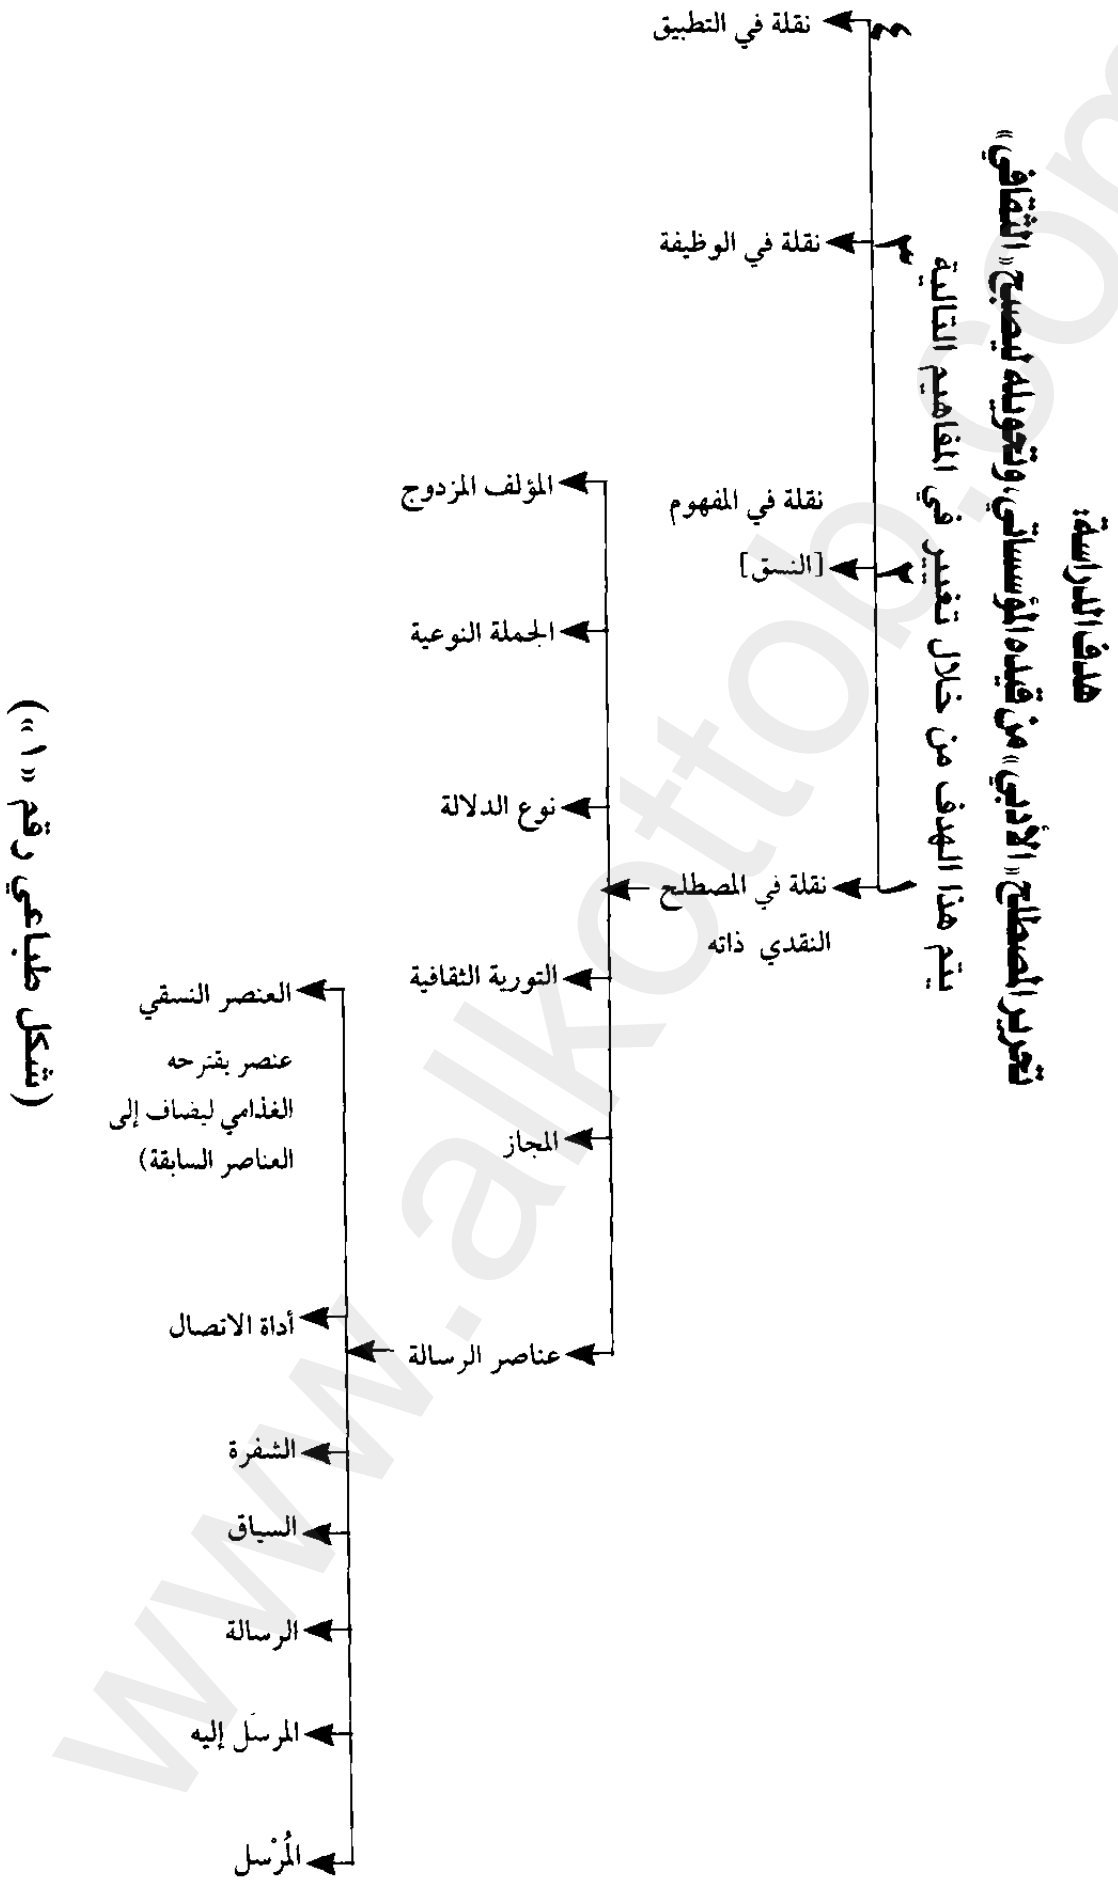 هدف الدراسة:
تحرير المصطلح «الأدبي» من قيده المؤسساتي، وتحويله ليصبح «الثقافي»
يتم هذا الهدف من خلال تغيير في المفاهيم التالية
١
نقلة في المصطلح
النقدي ذاته
٢
نقلة في المفهوم
[النسق]
٣
نقلة في الوظيفة
٤
نقلة في التطبيق
المؤلف المزدوج
الجملة النوعية
نوع الدلالة
التورية الثقافية
المجاز
عناصر الرسالة
العنصر النسقي
عنصر يقترحه
الغذامي ليضاف إلى
العناصر السابقة)
أداة الاتصال
الشفرة
السياق
الرسالة
المرسَل إليه
المُرْسل
(شكل طباعي رقم «١»)
www.alkottob.com